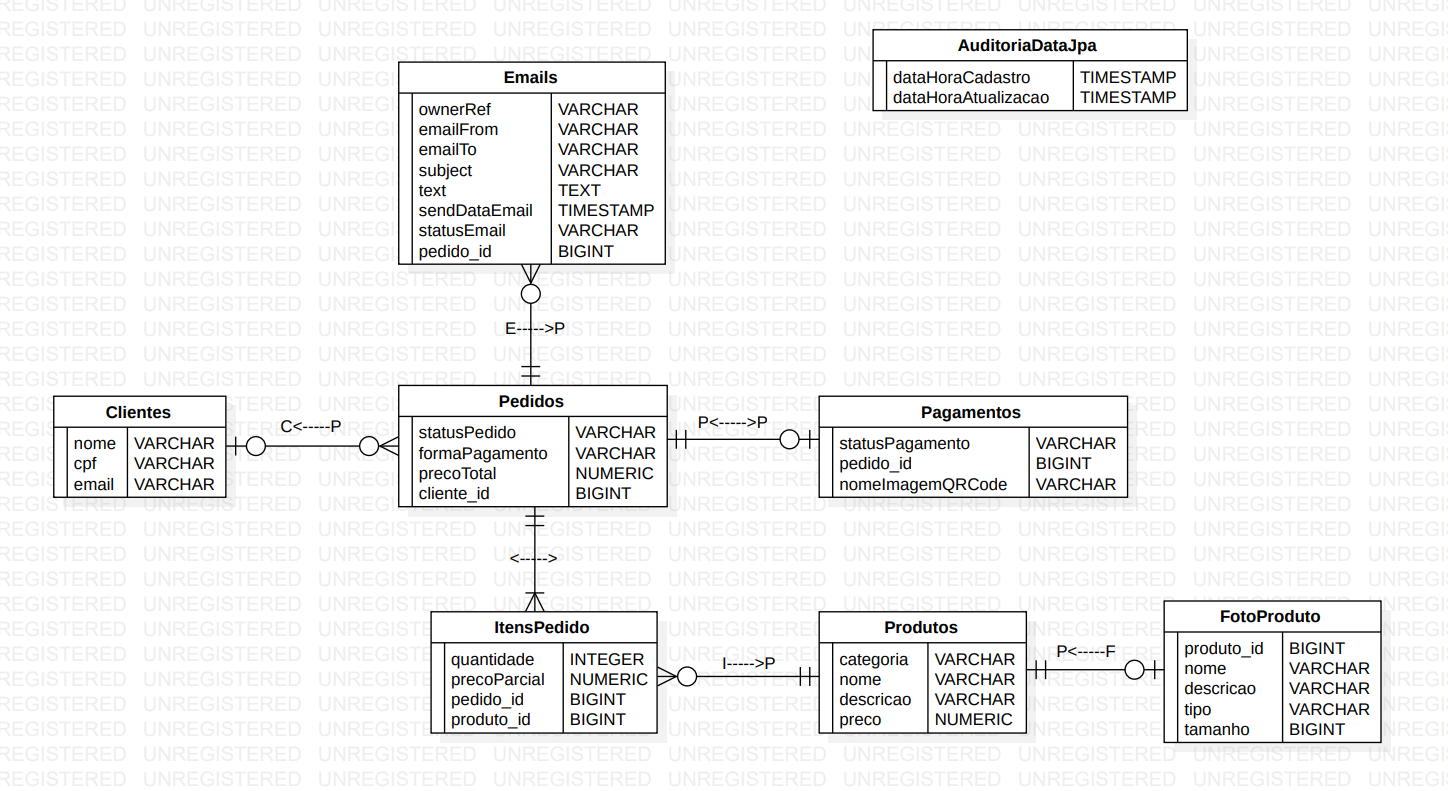 AuditoriaDataJpa
dataHoraCadastro TIMESTAMP
dataHoraAtualizacao TIMESTAMP
Emails
ownerRef VARCHAR
emailFrom VARCHAR
emailTo VARCHAR
subject VARCHAR
text TEXT
sendDataEmail TIMESTAMP
statusEmail VARCHAR
pedido_id BIGINT
E----->P
Clientes
nome VARCHAR
cpf VARCHAR
email VARCHAR
C<-----P
Pedidos
statusPedido VARCHAR
formaPagamento VARCHAR
precoTotal NUMERIC
cliente_id BIGINT
P<----->P
Pagamentos
statusPagamento VARCHAR
pedido_id BIGINT
nomeImagemQRCode VARCHAR
<----->
ItensPedido
quantidade INTEGER
precoParcial NUMERIC
pedido_id BIGINT
produto_id BIGINT
I----->P
Produtos
categoria VARCHAR
nome VARCHAR
descricao VARCHAR
preco NUMERIC
P<-----F
FotoProduto
produto_id BIGINT
nome VARCHAR
descricao VARCHAR
tipo VARCHAR
tamanho BIGINT
UNREGISTERED